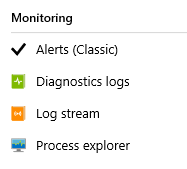 Monitoring
Alerts (Classic)
Diagnostics logs
Log stream
Process explorer